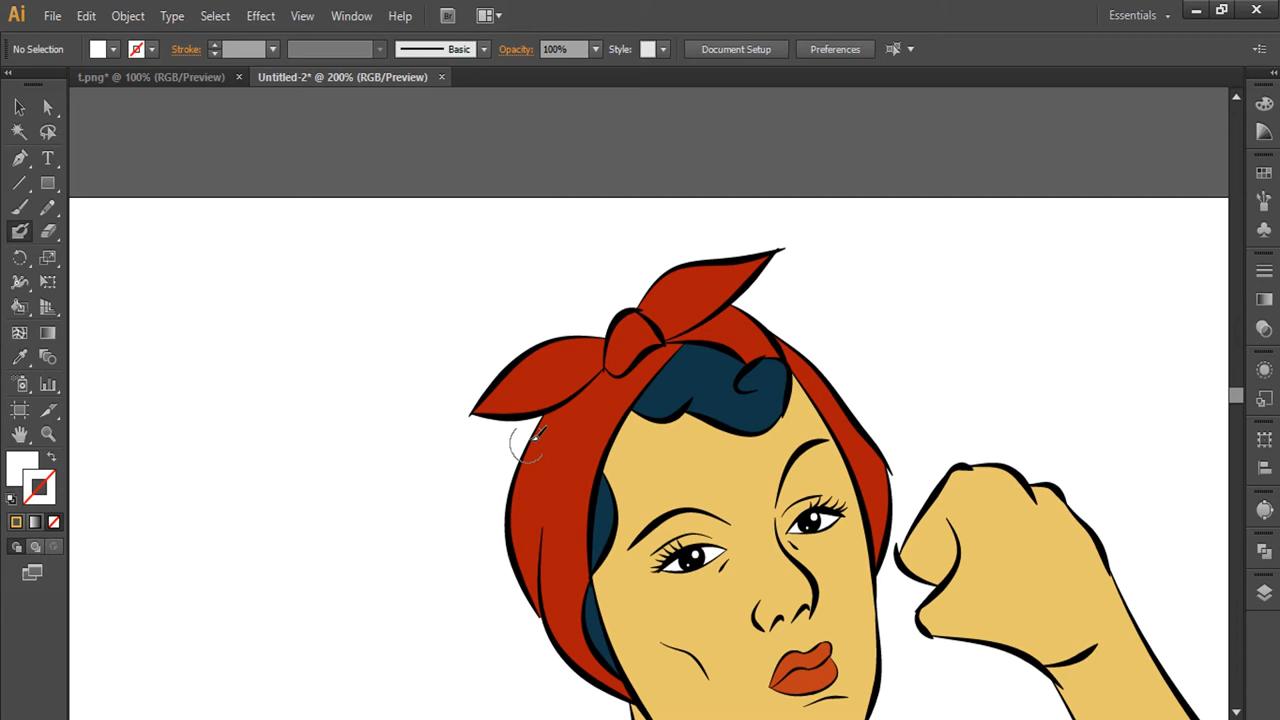 Ai File Edit Object Type Select Effect View Window Help Br Essentials
No Selection Stroke: Basic Opacity: 100% Style: Document Setup Preferences
t.png* @ 100% (RGB/Preview) × Untitled-2* @ 200% (RGB/Preview) ×
T